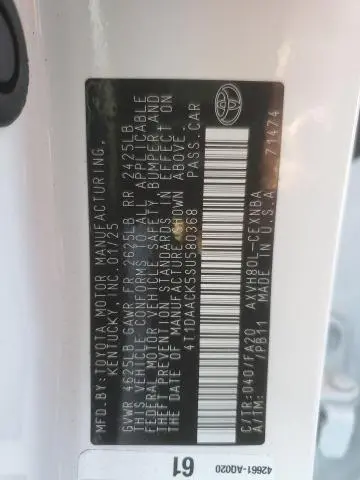 MFD.BY:TOYOTA MOTOR MANUFACTURING,
KENTUCKY, INC.01/25
GVWR 4625LB GAWR FR 2625LB RR 2425LB
THIS VEHICLE CONFORMS TO ALL APPLICABLE
FEDERAL MOTOR VEHICLE SAFETY, BUMPER, AND
THEFT PREVENTION STANDARDS IN EFFECT ON
THE DATE OF MANUFACTURE SHOWN ABOVE.
4T1DAACK5SU580368 PASS.CAR
C/TR:040/FA20 AXVH80L-CEXNBA
A/TM: /PB11 M
MADE IN U.S.A.
71474
61
42661-AQ020